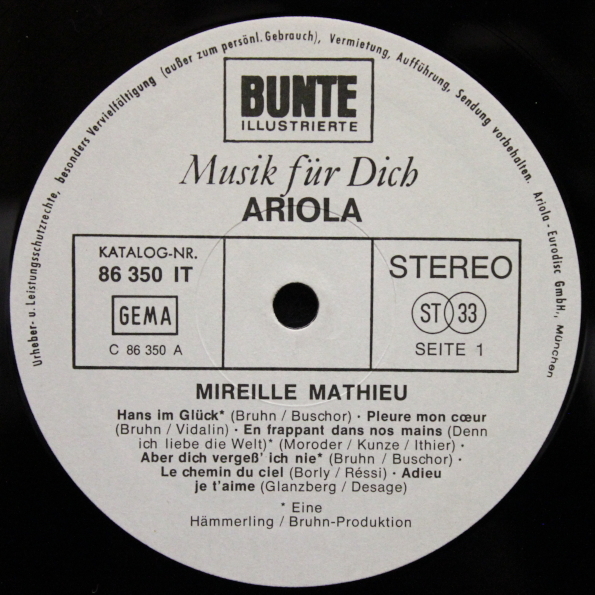 Urheber- u. Leistungsschutzrechte, besonders Vervielfältigung (außer zum persönl. Gebrauch), Vermietung, Aufführung, Sendung vorbehalten. Ariola - Eurodisc GmbH., München
BUNTE
ILLUSTRIERTE
Musik für Dich
ARIOLA
KATALOG-NR.
86 350 IT
GEMA
C 86 350 A
STEREO
ST 33
SEITE 1
MIREILLE MATHIEU
Hans im Glück* (Bruhn / Buschor) · Pleure mon cœur
(Bruhn / Vidalin) · En frappant dans nos mains (Denn
ich liebe die Welt)* (Moroder / Kunze / Ithier) ·
Aber dich vergeß' ich nie* (Bruhn / Buschor) ·
Le chemin du ciel (Borly / Réssi) · Adieu
je t'aime (Glanzberg / Desage)
* Eine
Hämmerling / Bruhn-Produktion